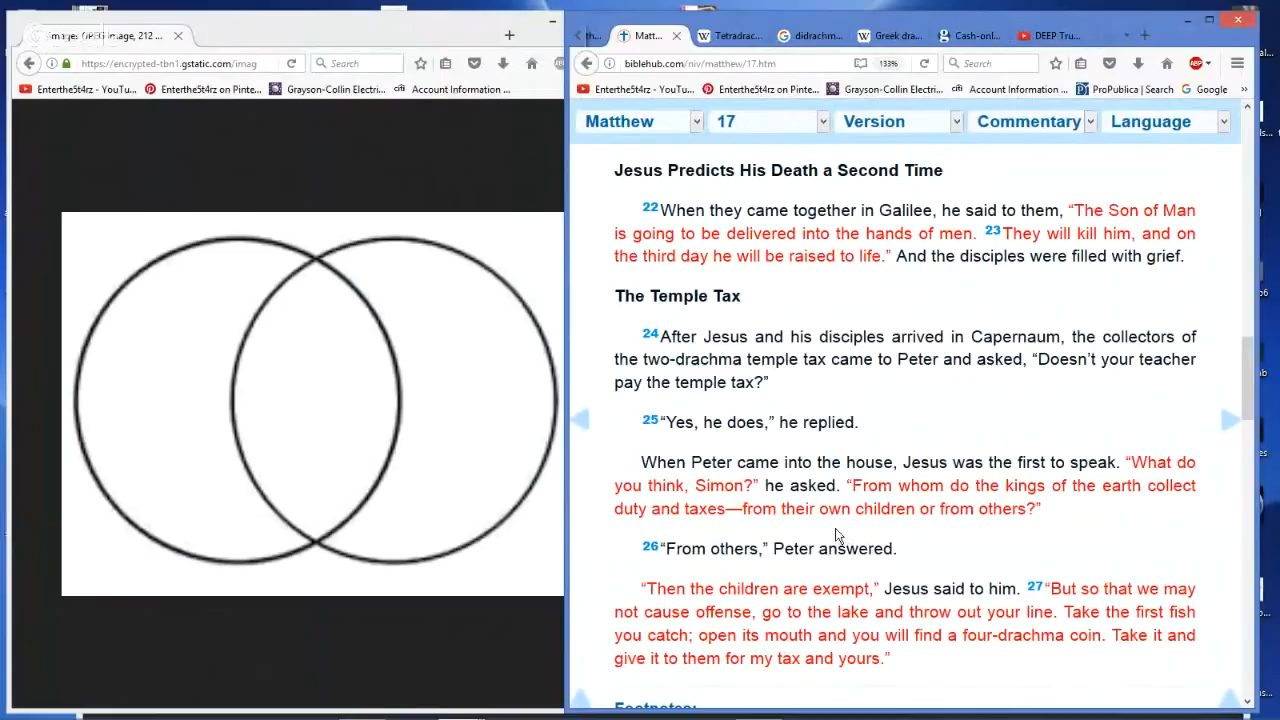 Images (JPEG Image, 212 ...
https://encrypted-tbn1.gstatic.com/imag
Search
Enterthe5t4rz - YouTu...
Enterthe5t4rz on Pinte...
Grayson-Collin Electri...
Account Information ...
Matt...
Tetradrac...
didrachm...
Greek dra...
Cash-onl...
DEEP Tru...
biblehub.com/niv/matthew/17.htm
133%
Search
ABP
Enterthe5t4rz - YouTu...
Enterthe5t4rz on Pinte...
Grayson-Collin Electri...
Account Information ...
ProPublica | Search
Google
Matthew
17
Version
Commentary
Language
Jesus Predicts His Death a Second Time
22When they came together in Galilee, he said to them, “The Son of Man
is going to be delivered into the hands of men. 23They will kill him, and on
the third day he will be raised to life.” And the disciples were filled with grief.
The Temple Tax
24After Jesus and his disciples arrived in Capernaum, the collectors of
the two-drachma temple tax came to Peter and asked, “Doesn’t your teacher
pay the temple tax?”
25“Yes, he does,” he replied.
When Peter came into the house, Jesus was the first to speak. “What do
you think, Simon?” he asked. “From whom do the kings of the earth collect
duty and taxes—from their own children or from others?”
26“From others,” Peter answered.
“Then the children are exempt,” Jesus said to him. 27“But so that we may
not cause offense, go to the lake and throw out your line. Take the first fish
you catch; open its mouth and you will find a four-drachma coin. Take it and
give it to them for my tax and yours.”
Footnotes: